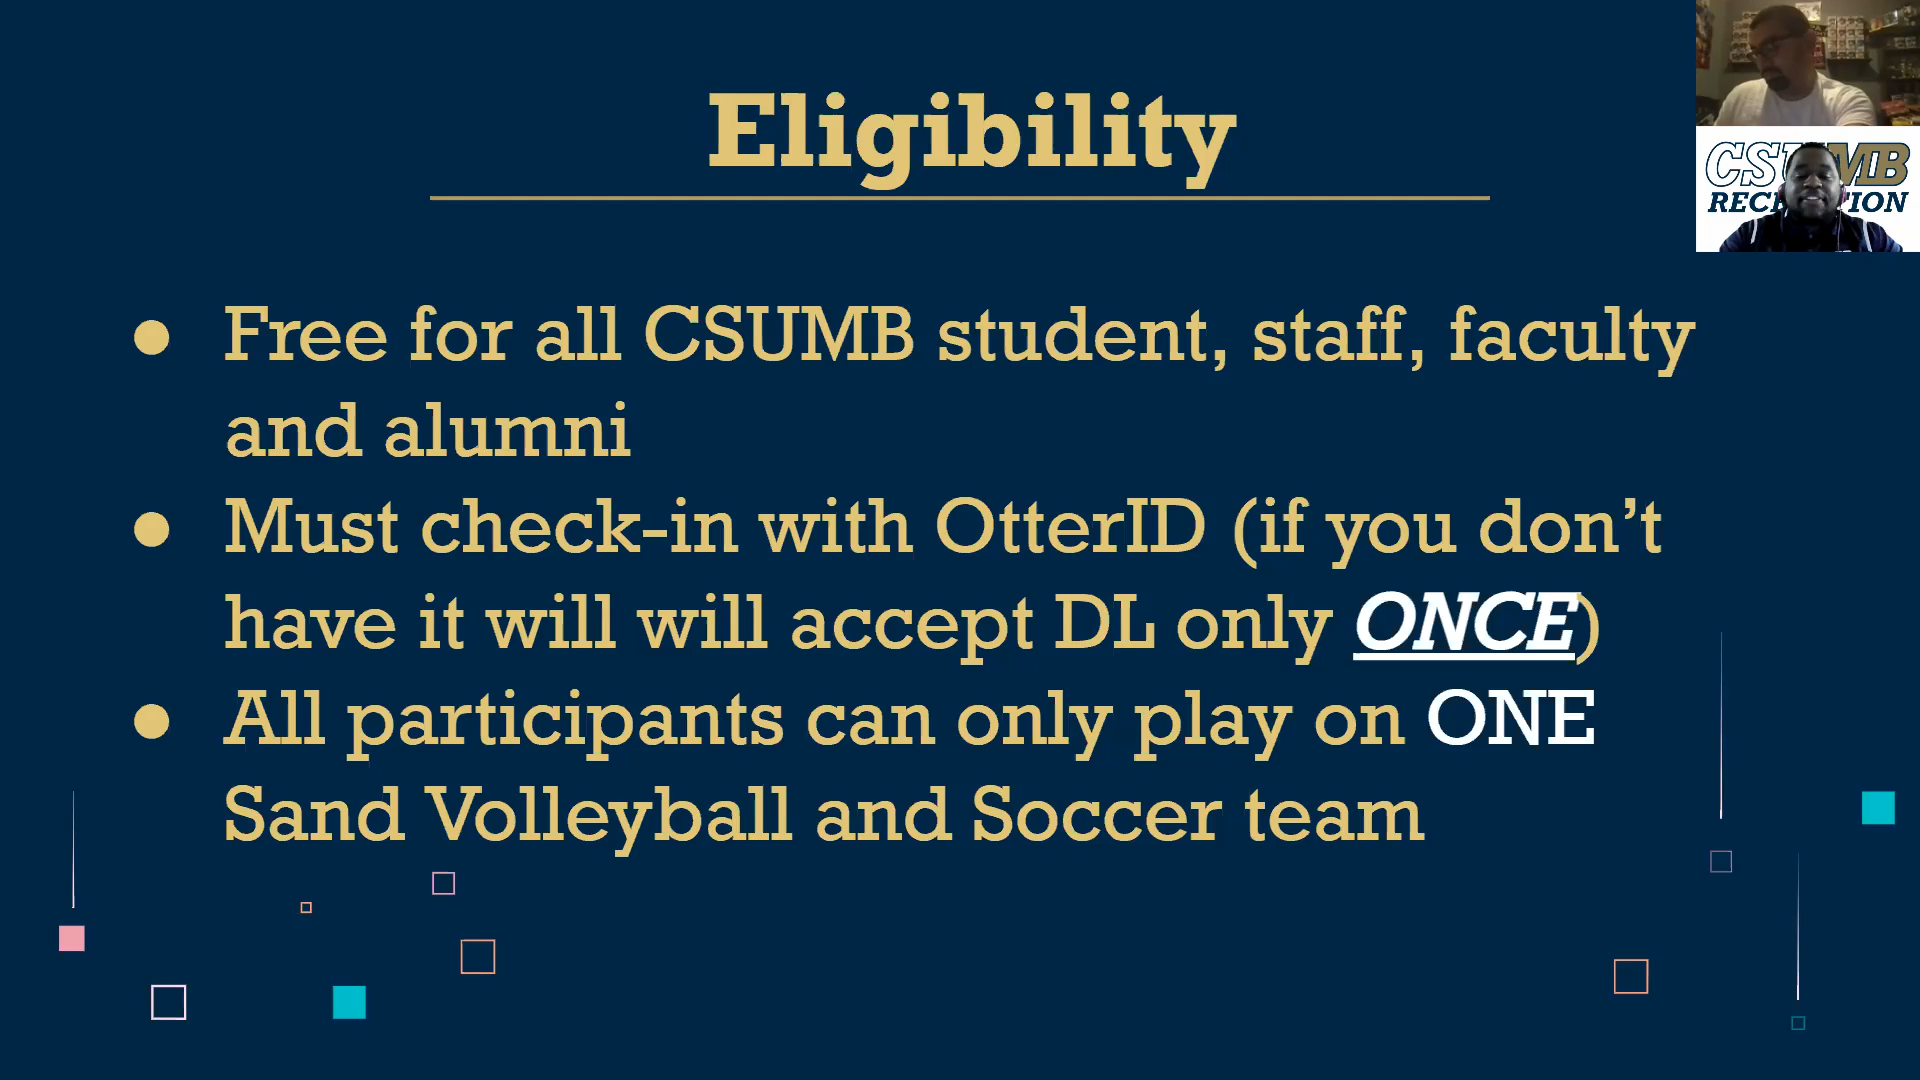 Eligibility
● Free for all CSUMB student, staff, faculty
and alumni
● Must check-in with OtterID (if you don’t
have it will will accept DL only ONCE)
● All participants can only play on ONE
Sand Volleyball and Soccer team